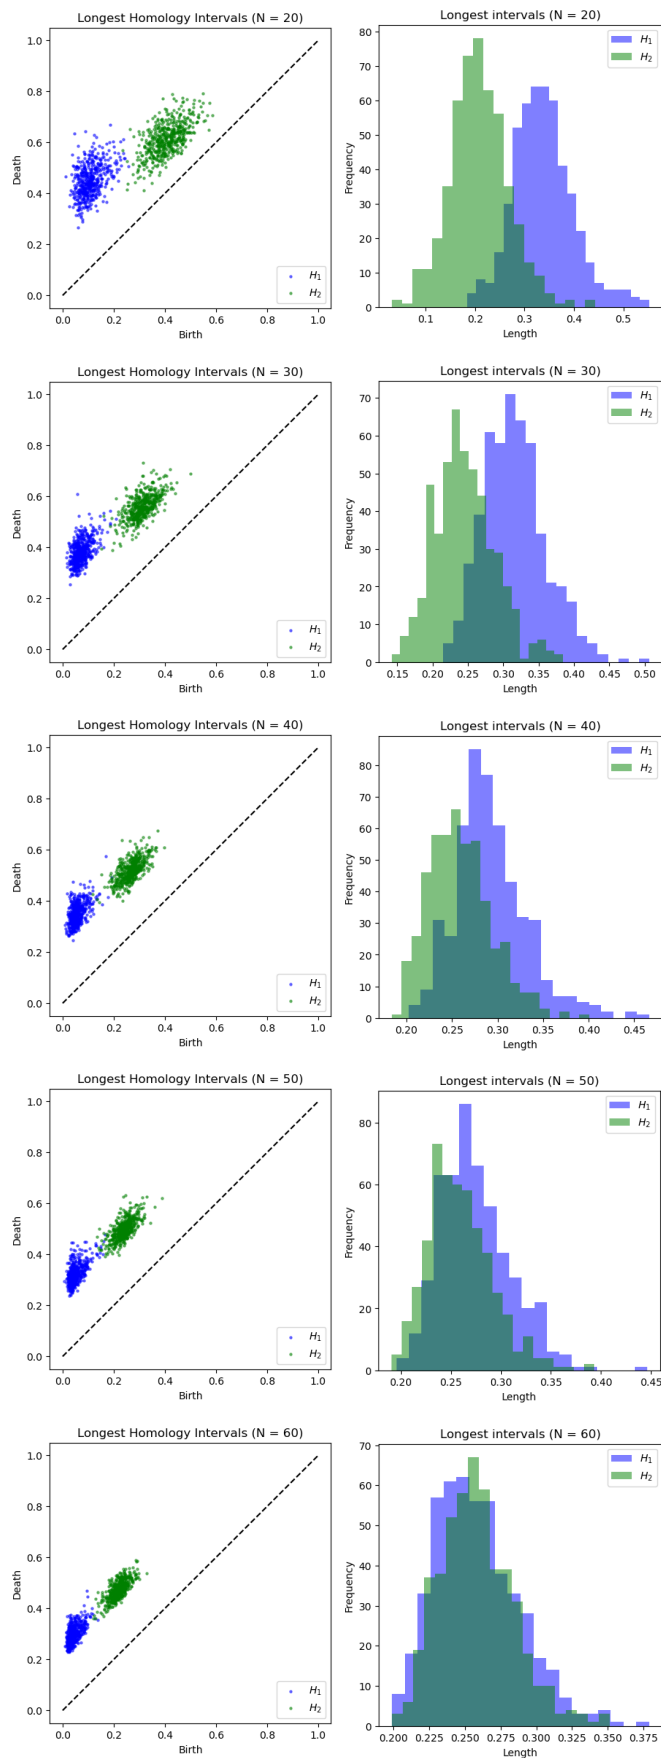 Longest Homology Intervals (N = 20)
1.0
0.8
0.6
0.4
0.2
0.0
Death
0.0 0.2 0.4 0.6 0.8 1.0
Birth
H1
H2
Longest intervals (N = 20)
80
70
60
50
40
30
20
10
0
Frequency
0.1 0.2 0.3 0.4 0.5
Length
H1
H2
Longest Homology Intervals (N = 30)
1.0
0.8
0.6
0.4
0.2
0.0
Death
0.0 0.2 0.4 0.6 0.8 1.0
Birth
H1
H2
Longest intervals (N = 30)
70
60
50
40
30
20
10
0
Frequency
0.15 0.20 0.25 0.30 0.35 0.40 0.45 0.50
Length
H1
H2
Longest Homology Intervals (N = 40)
1.0
0.8
0.6
0.4
0.2
0.0
Death
0.0 0.2 0.4 0.6 0.8 1.0
Birth
H1
H2
Longest intervals (N = 40)
80
60
40
20
0
Frequency
0.20 0.25 0.30 0.35 0.40 0.45
Length
H1
H2
Longest Homology Intervals (N = 50)
1.0
0.8
0.6
0.4
0.2
0.0
Death
0.0 0.2 0.4 0.6 0.8 1.0
Birth
H1
H2
Longest intervals (N = 50)
80
60
40
20
0
Frequency
0.20 0.25 0.30 0.35 0.40 0.45
Length
H1
H2
Longest Homology Intervals (N = 60)
1.0
0.8
0.6
0.4
0.2
0.0
Death
0.0 0.2 0.4 0.6 0.8 1.0
Birth
H1
H2
Longest intervals (N = 60)
70
60
50
40
30
20
10
0
Frequency
0.200 0.225 0.250 0.275 0.300 0.325 0.350 0.375
Length
H1
H2